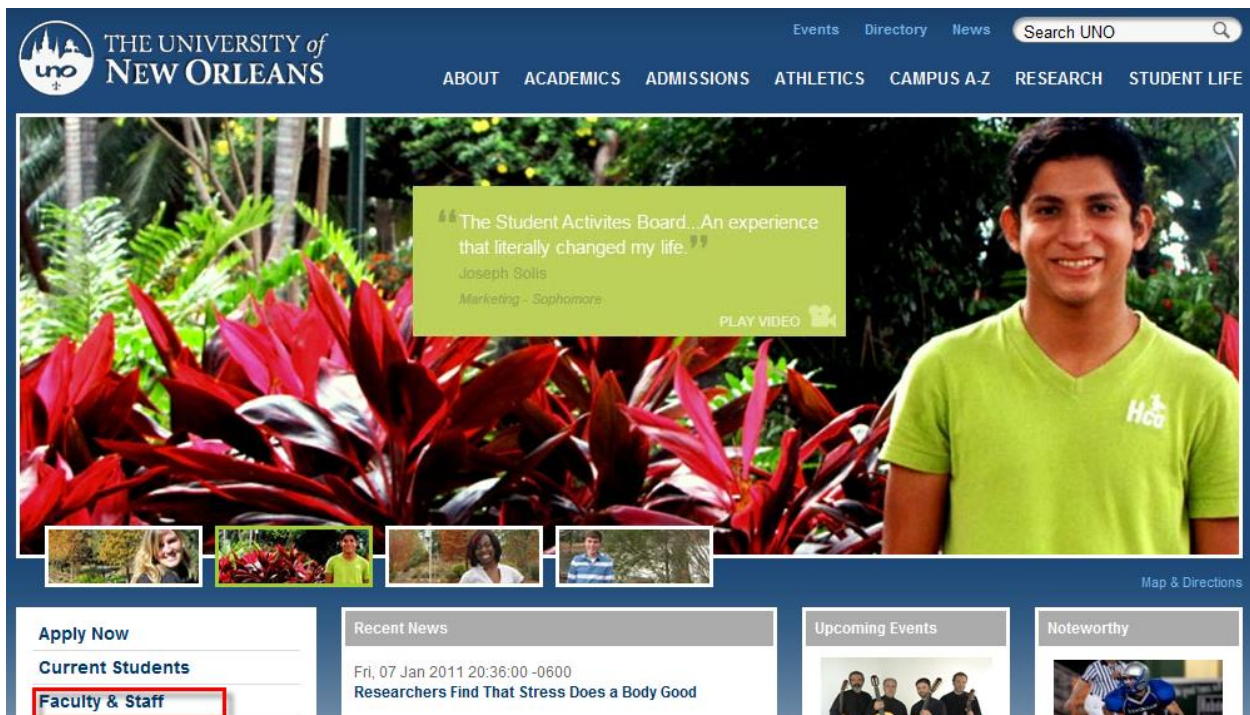 Events Directory News Search UNO
THE UNIVERSITY of
NEW ORLEANS
uno
ABOUT ACADEMICS ADMISSIONS ATHLETICS CAMPUS A-Z RESEARCH STUDENT LIFE
“The Student Activites Board...An experience
that literally changed my life.”
Joseph Solis
Marketing - Sophomore
PLAY VIDEO
Hco
Map & Directions
Apply Now
Current Students
Faculty & Staff
Recent News
Fri, 07 Jan 2011 20:36:00 -0600
Researchers Find That Stress Does a Body Good
Upcoming Events
Noteworthy